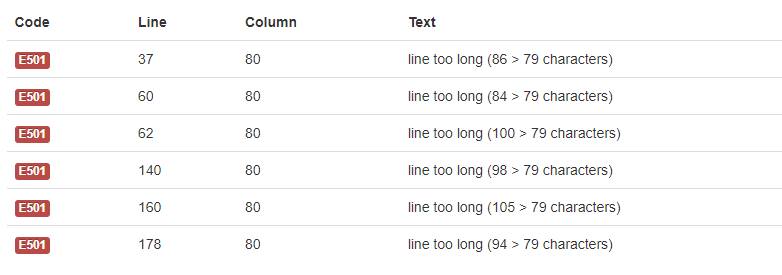 Code Line Column Text
E501 37 80 line too long (86 > 79 characters)
E501 60 80 line too long (84 > 79 characters)
E501 62 80 line too long (100 > 79 characters)
E501 140 80 line too long (98 > 79 characters)
E501 160 80 line too long (105 > 79 characters)
E501 178 80 line too long (94 > 79 characters)